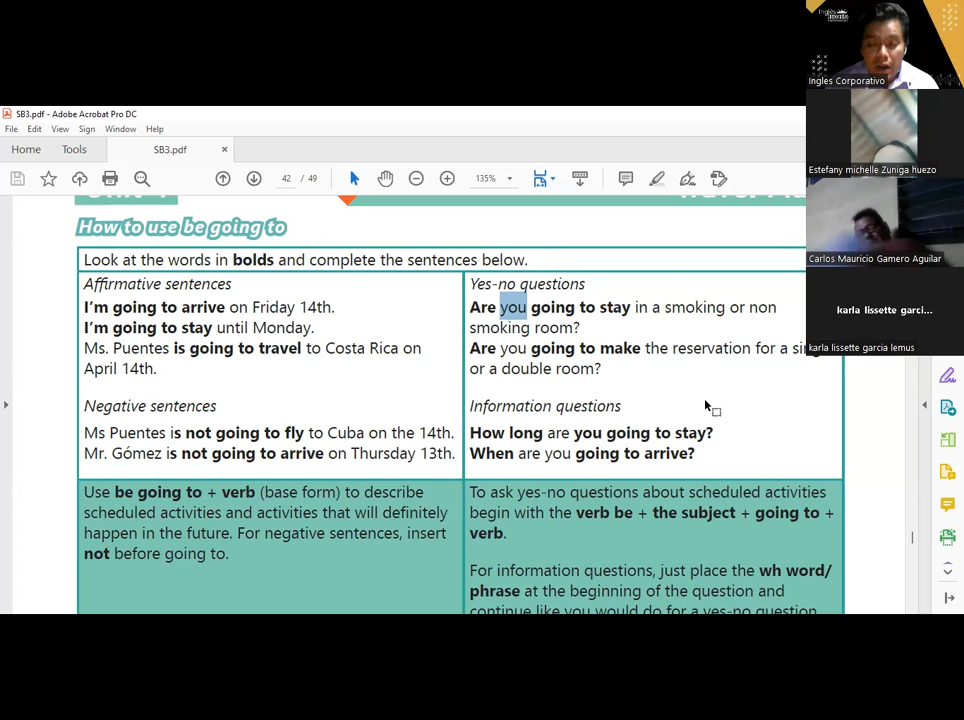 SB3.pdf - Adobe Acrobat Pro DC
File Edit View Sign Window Help
Home Tools SB3.pdf ×
42 / 49 135%
How to use be going to
Look at the words in bolds and complete the sentences below.
Affirmative sentences
I'm going to arrive on Friday 14th.
I'm going to stay until Monday.
Ms. Puentes is going to travel to Costa Rica on
April 14th.
Negative sentences
Ms Puentes is not going to fly to Cuba on the 14th.
Mr. Gómez is not going to arrive on Thursday 13th.
Yes-no questions
Are you going to stay in a smoking or non
smoking room?
Are you going to make the reservation for a
or a double room?
Information questions
How long are you going to stay?
When are you going to arrive?
Use be going to + verb (base form) to describe
scheduled activities and activities that will definitely
happen in the future. For negative sentences, insert
not before going to.
To ask yes-no questions about scheduled activities
begin with the verb be + the subject + going to +
verb.
For information questions, just place the wh word/
phrase at the beginning of the question and
continue like you would do for a yes-no question
Ingles Corporativo
Estefany michelle Zuniga huezo
Carlos Mauricio Gamero Aguilar
karla lissette garci...
karla lissette garcia lemus